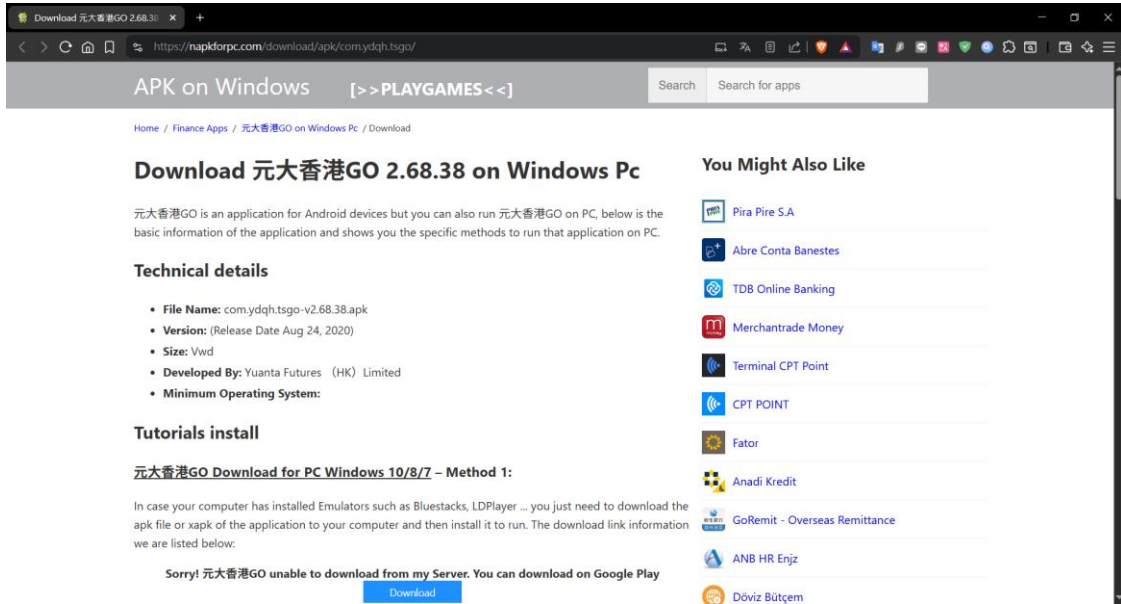 Download 元大香港GO 2.68.38
https://napkforpc.com/download/apk/com.ydqh.tsgo/
APK on Windows [>>PLAYGAMES<<] Search Search for apps
Home / Finance Apps / 元大香港GO on Windows Pc / Download
Download 元大香港GO 2.68.38 on Windows Pc
元大香港GO is an application for Android devices but you can also run 元大香港GO on PC, below is the
basic information of the application and shows you the specific methods to run that application on PC.
Technical details
• File Name: com.ydqh.tsgo-v2.68.38.apk
• Version: (Release Date Aug 24, 2020)
• Size: Vwd
• Developed By: Yuanta Futures （HK）Limited
• Minimum Operating System:
Tutorials install
元大香港GO Download for PC Windows 10/8/7 – Method 1:
In case your computer has installed Emulators such as Bluestacks, LDPlayer ... you just need to download the
apk file or xapk of the application to your computer and then install it to run. The download link information
we are listed below:
Sorry! 元大香港GO unable to download from my Server. You can download on Google Play
Download
You Might Also Like
Pira Pire S.A
Abre Conta Banestes
TDB Online Banking
Merchantrade Money
Terminal CPT Point
CPT POINT
Fator
Anadi Kredit
GoRemit - Overseas Remittance
ANB HR Enjz
Döviz Bütçem